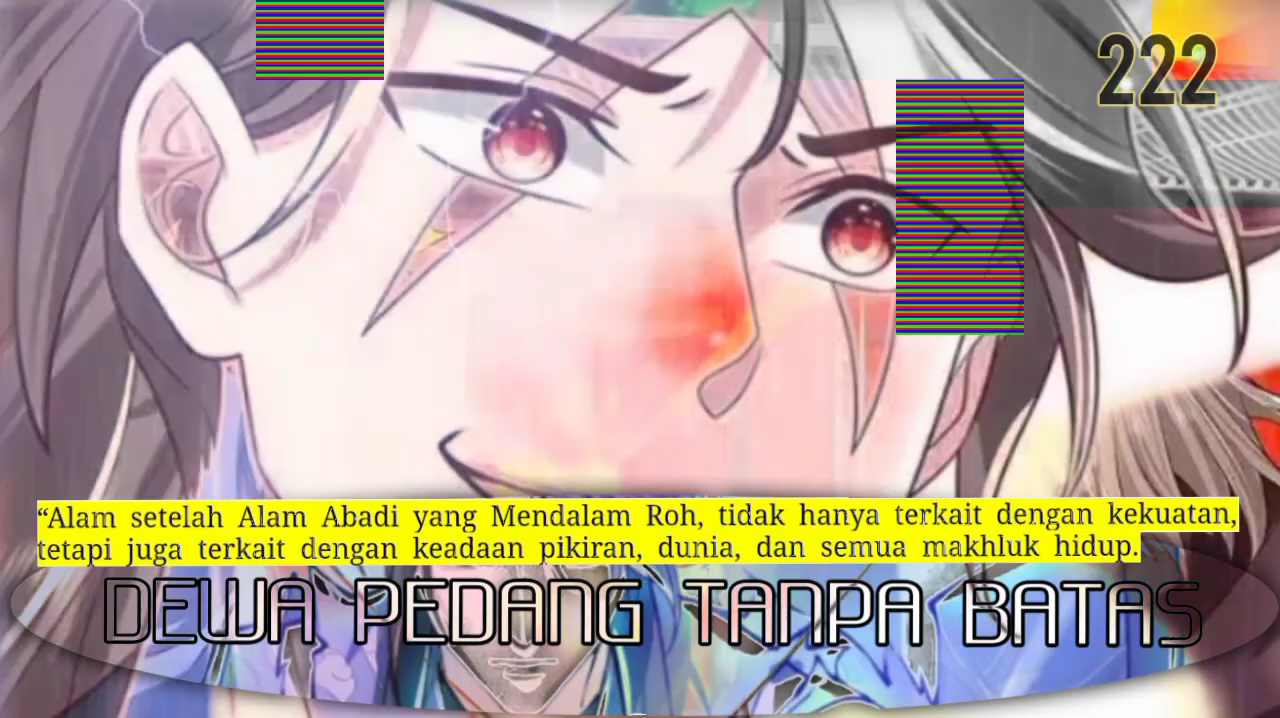 222
“Alam setelah Alam Abadi yang Mendalam Roh, tidak hanya terkait dengan kekuatan,
tetapi juga terkait dengan keadaan pikiran, dunia, dan semua makhluk hidup.
DEWA PEDANG TANPA BATAS